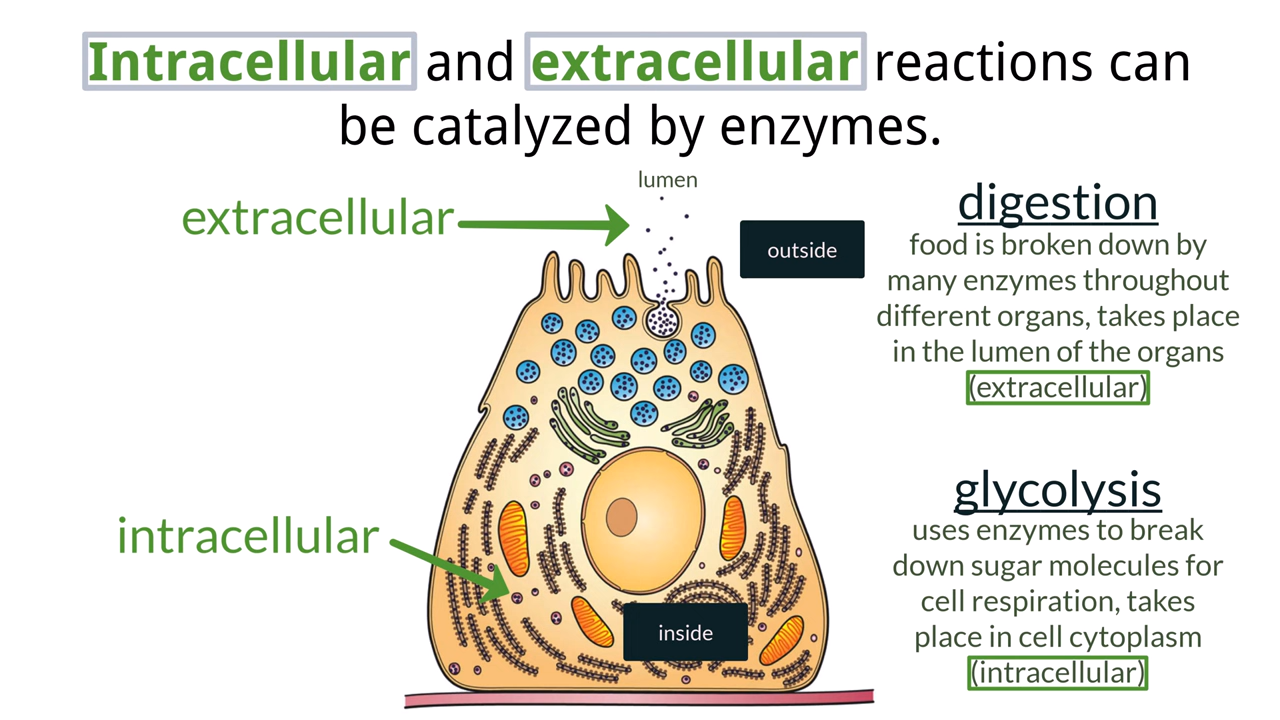 Intracellular and extracellular reactions can
be catalyzed by enzymes.
lumen
extracellular
outside
digestion
food is broken down by
many enzymes throughout
different organs, takes place
in the lumen of the organs
(extracellular)
intracellular
inside
glycolysis
uses enzymes to break
down sugar molecules for
cell respiration, takes
place in cell cytoplasm
(intracellular)